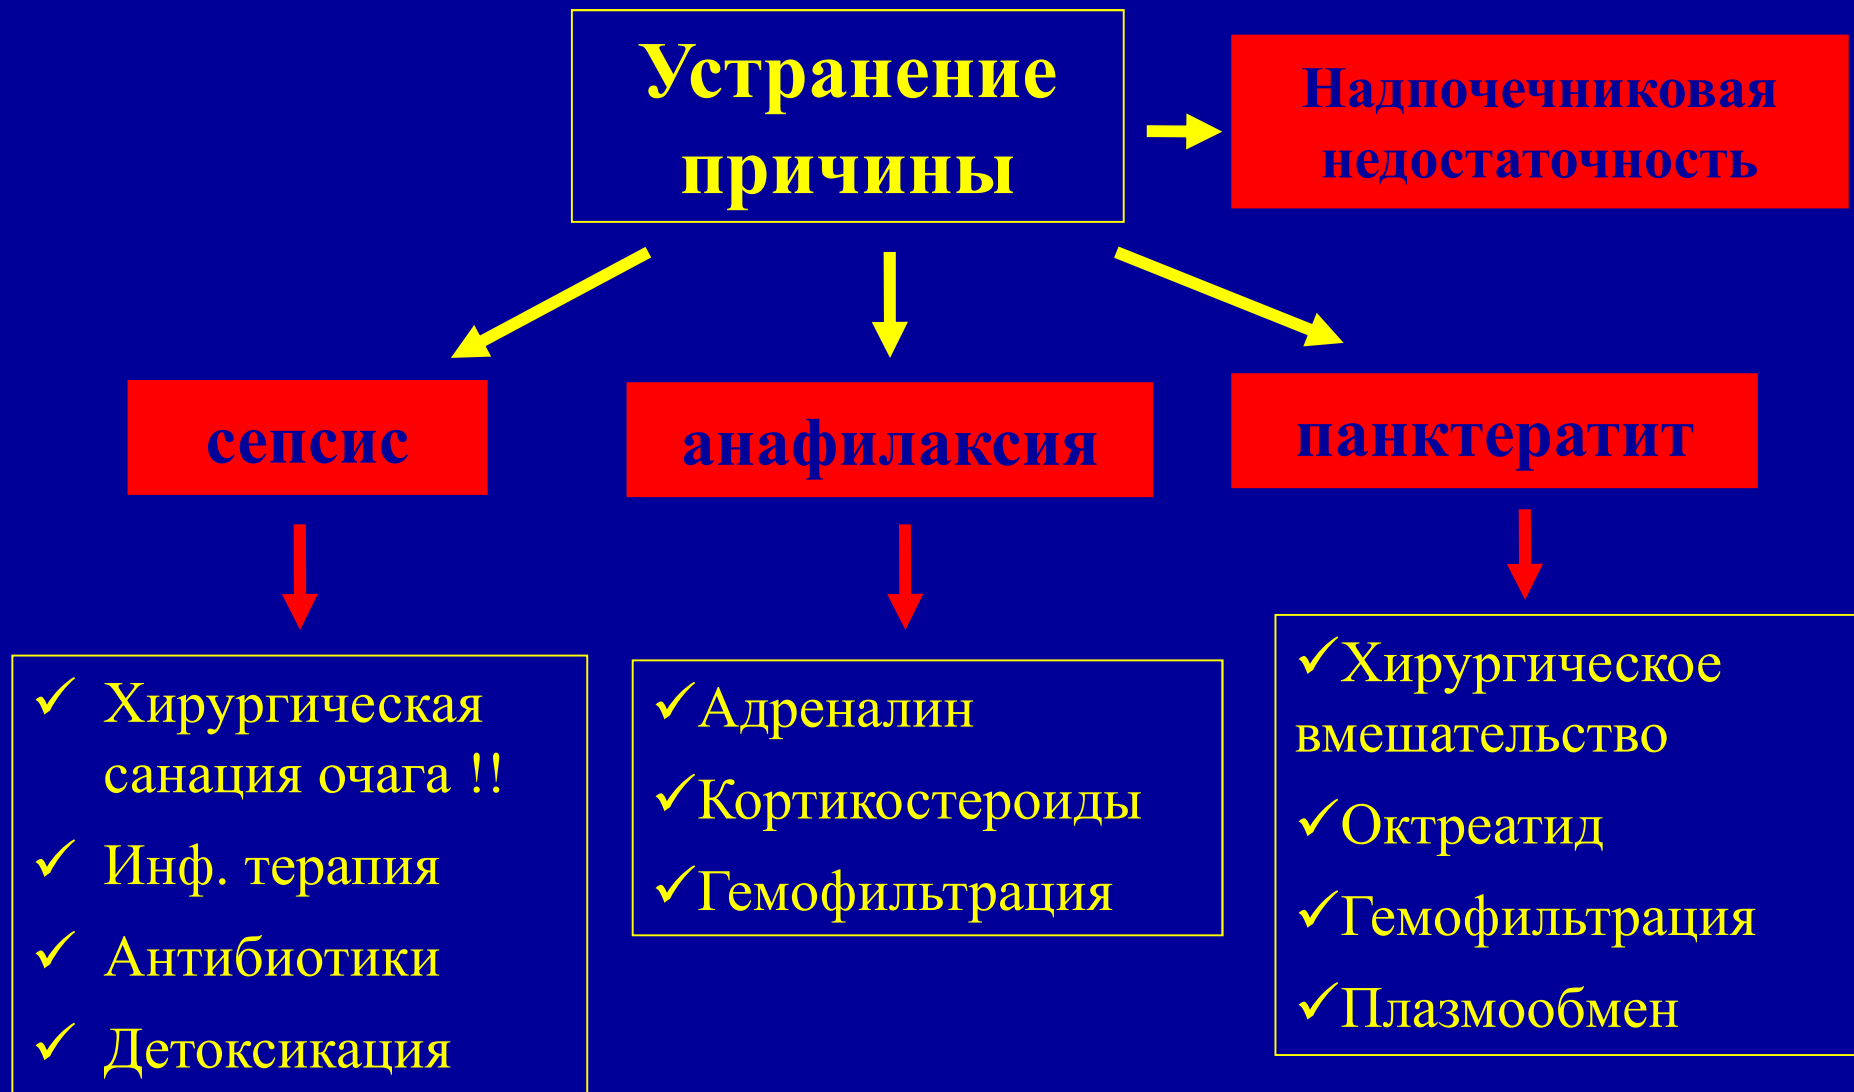 Устранение
причины
Надпочечниковая
недостаточность
сепсис
анафилаксия
панктератит
✓ Хирургическая
санация очага !!
✓ Инф. терапия
✓ Антибиотики
✓ Детоксикация
✓Адреналин
✓Кортикостероиды
✓Гемофильтрация
✓Хирургическое
вмешательство
✓Октреатид
✓Гемофильтрация
✓Плазмообмен